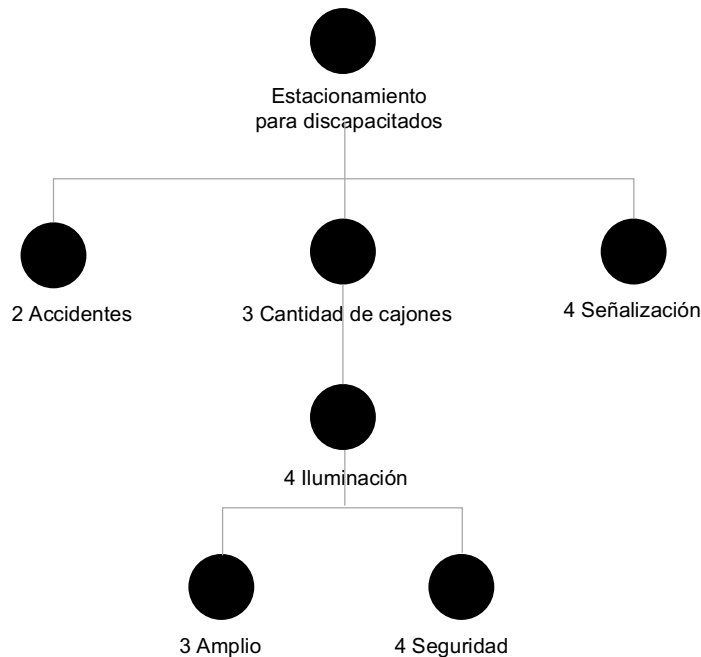 Estacionamiento
para discapacitados
2 Accidentes
3 Cantidad de cajones
4 Señalización
4 Iluminación
3 Amplio
4 Seguridad